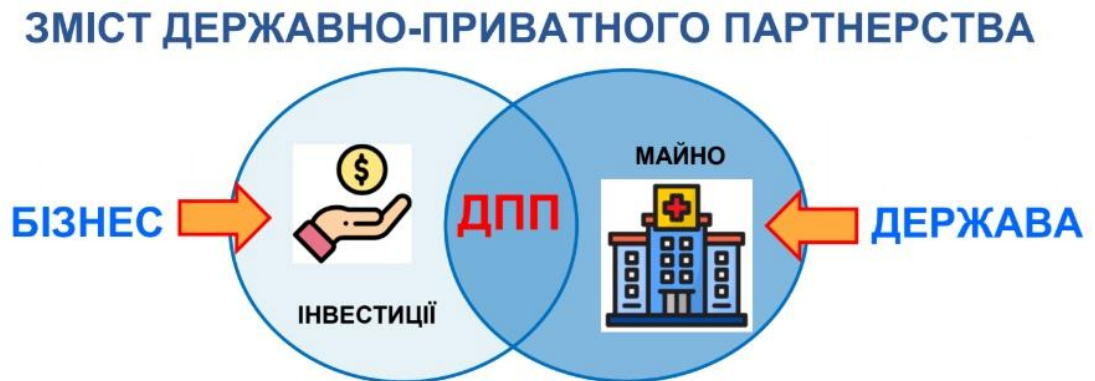 ЗМІСТ ДЕРЖАВНО-ПРИВАТНОГО ПАРТНЕРСТВА
$
МАЙНО
БІЗНЕС
ДПП
ДЕРЖАВА
ІНВЕСТИЦІЇ